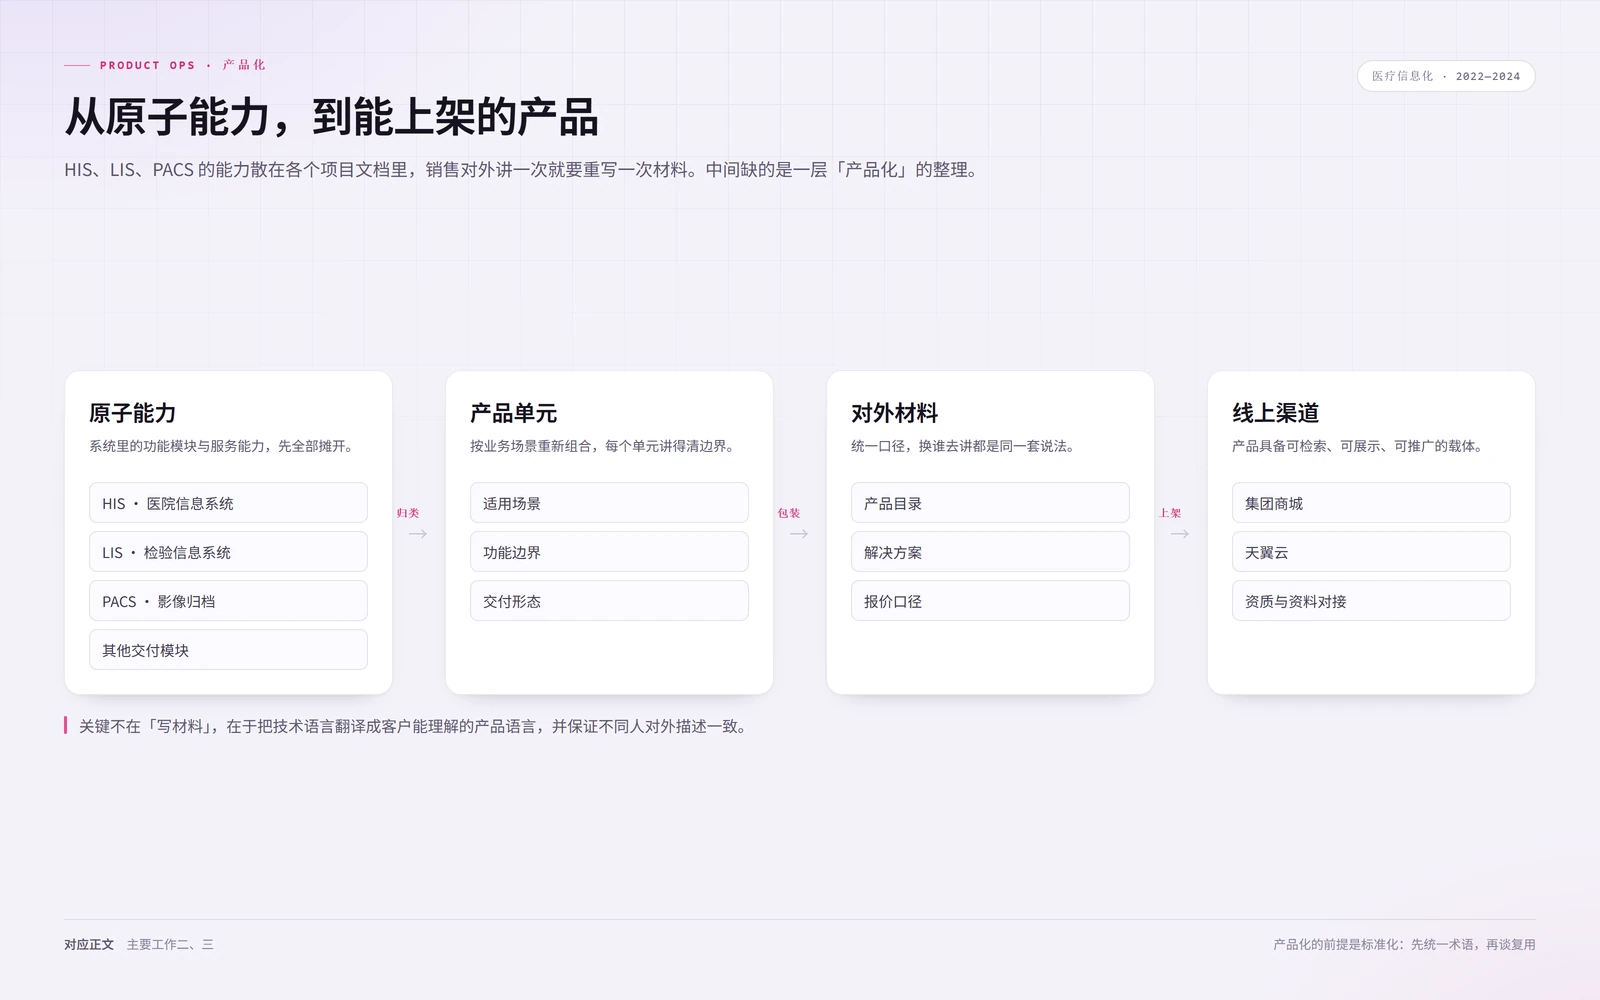 PRODUCT OPS · 产品化
医疗信息化 · 2022—2024
从原子能力，到能上架的产品
HIS、LIS、PACS 的能力散在各个项目文档里，销售对外讲一次就要重写一次材料。中间缺的是一层「产品化」的整理。
原子能力
系统里的功能模块与服务能力，先全部摊开。
HIS · 医院信息系统
LIS · 检验信息系统
PACS · 影像归档
其他交付模块
归类
→
产品单元
按业务场景重新组合，每个单元讲得清边界。
适用场景
功能边界
交付形态
包装
→
对外材料
统一口径，换谁去讲都是同一套说法。
产品目录
解决方案
报价口径
上架
→
线上渠道
产品具备可检索、可展示、可推广的载体。
集团商城
天翼云
资质与资料对接
关键不在「写材料」，在于把技术语言翻译成客户能理解的产品语言，并保证不同人对外描述一致。
对应正文 主要工作二、三
产品化的前提是标准化：先统一术语，再谈复用